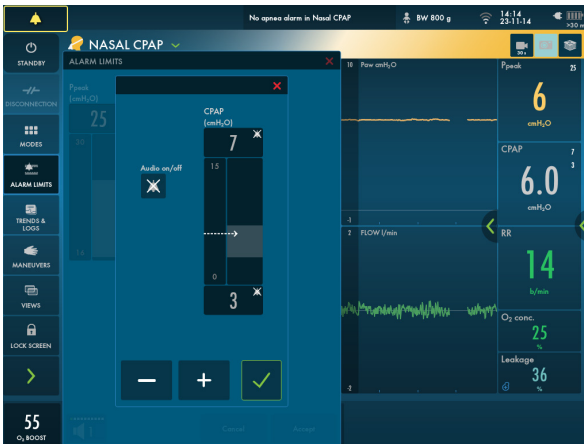 No apnea alarm in Nasal CPAP
BW 800 g
14:14
23-11-14
>30 m
STANDBY
DISCONNECTION
MODES
ALARM LIMITS
TRENDS &
LOGS
MANEUVERS
VIEWS
LOCK SCREEN
55
O₂ BOOST
NASAL CPAP
30 s
ALARM LIMITS
Ppeak
(cmH₂O)
25
CPAP
(cmH₂O)
7
Audio on/off
15
0
3
Cancel
Accept
10 Paw cmH₂O
-1
2 FLOW l/min
-2
Ppeak 25
6
cmH₂O
CPAP 7
3
6.0
cmH₂O
RR
14
b/min
O₂ conc.
25
%
Leakage
36
%